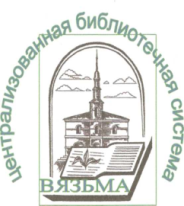 централизованная библиотечная система
ВЯЗЬМА